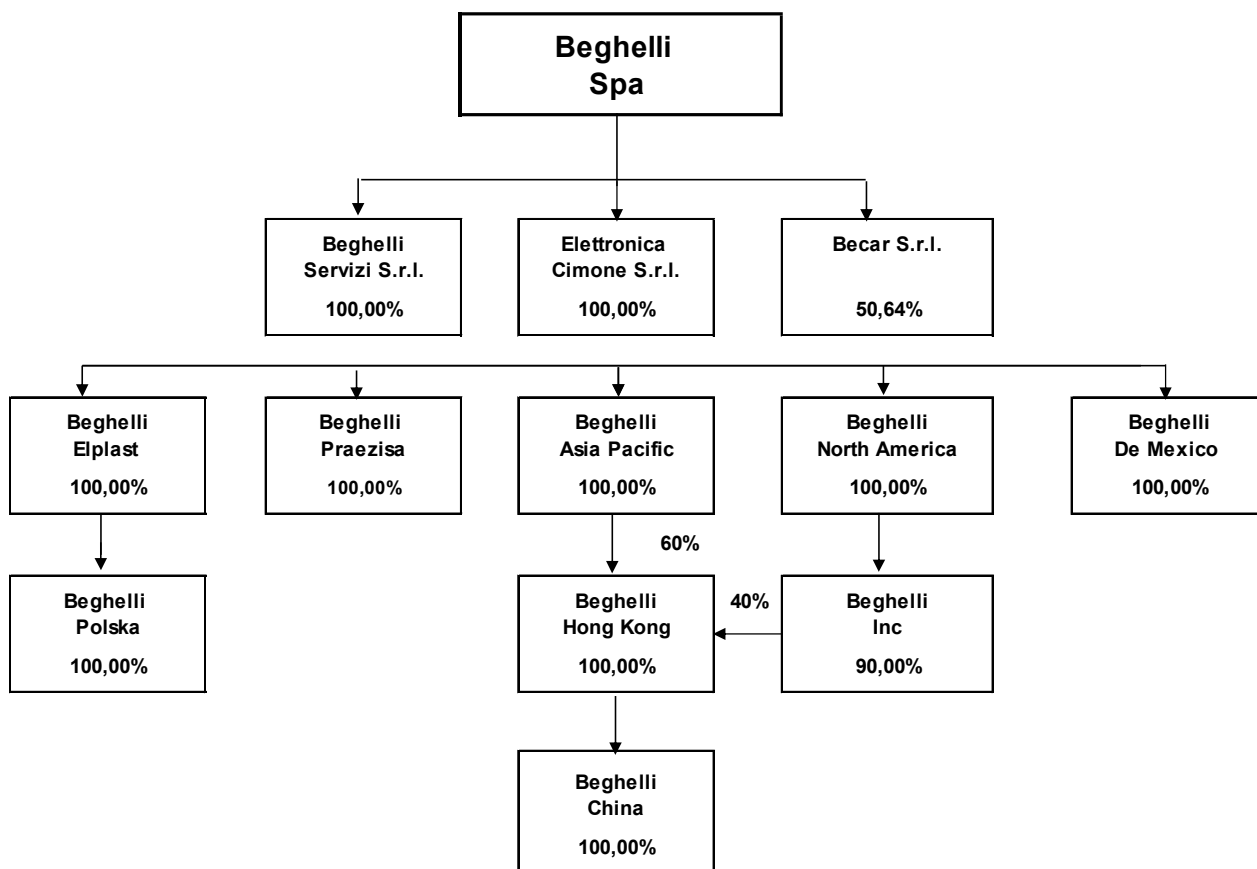 Beghelli
Spa
Beghelli
Servizi S.r.l.
100,00%
Elettronica
Cimone S.r.l.
100,00%
Becar S.r.l.
50,64%
Beghelli
Elplast
100,00%
Beghelli
Praezisa
100,00%
Beghelli
Asia Pacific
100,00%
Beghelli
North America
100,00%
Beghelli
De Mexico
100,00%
60%
Beghelli
Polska
100,00%
Beghelli
Hong Kong
100,00%
40%
Beghelli
Inc
90,00%
Beghelli
China
100,00%